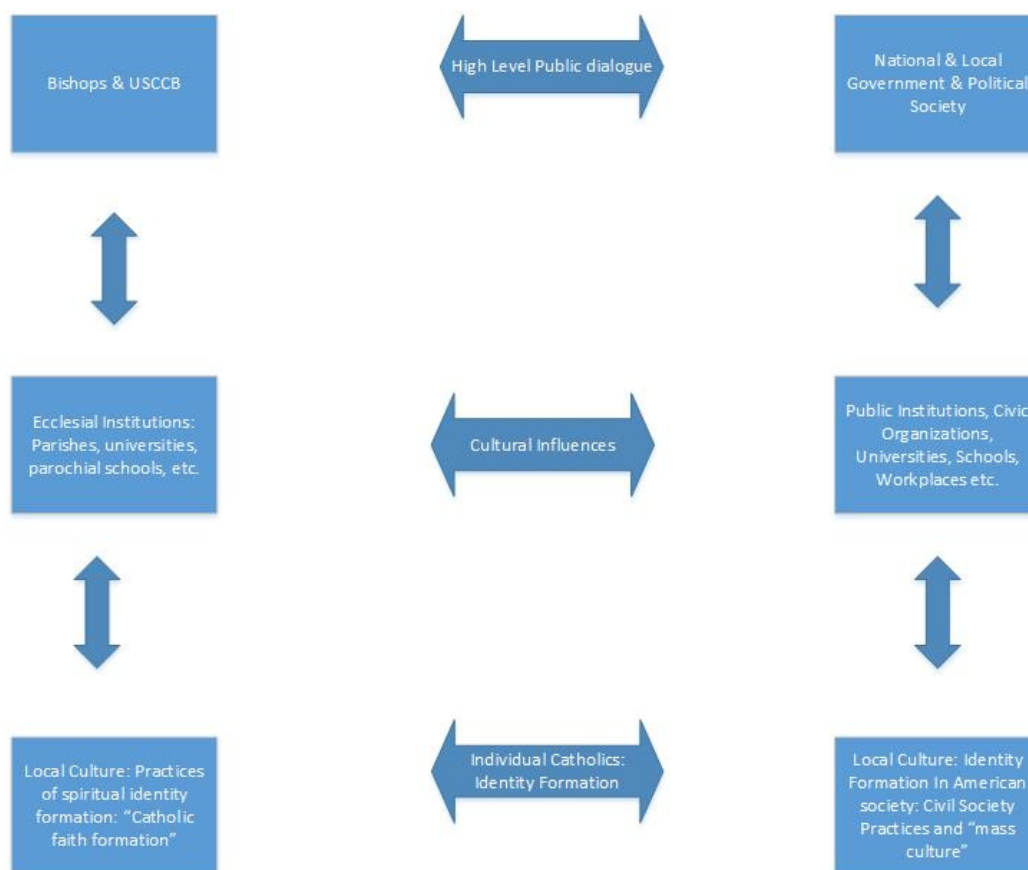 Bishops & USCCB
High Level Public dialogue
National & Local
Government & Political
Society
Ecclesial Institutions:
Parishes, universities,
parochial schools, etc.
Cultural Influences
Public Institutions, Civic
Organizations,
Universities, Schools,
Workplaces etc.
Local Culture: Practices
of spiritual identity
formation: “Catholic
faith formation”
Individual Catholics:
Identity Formation
Local Culture: Identity
Formation In American
society: Civil Society
Practices and “mass
culture”